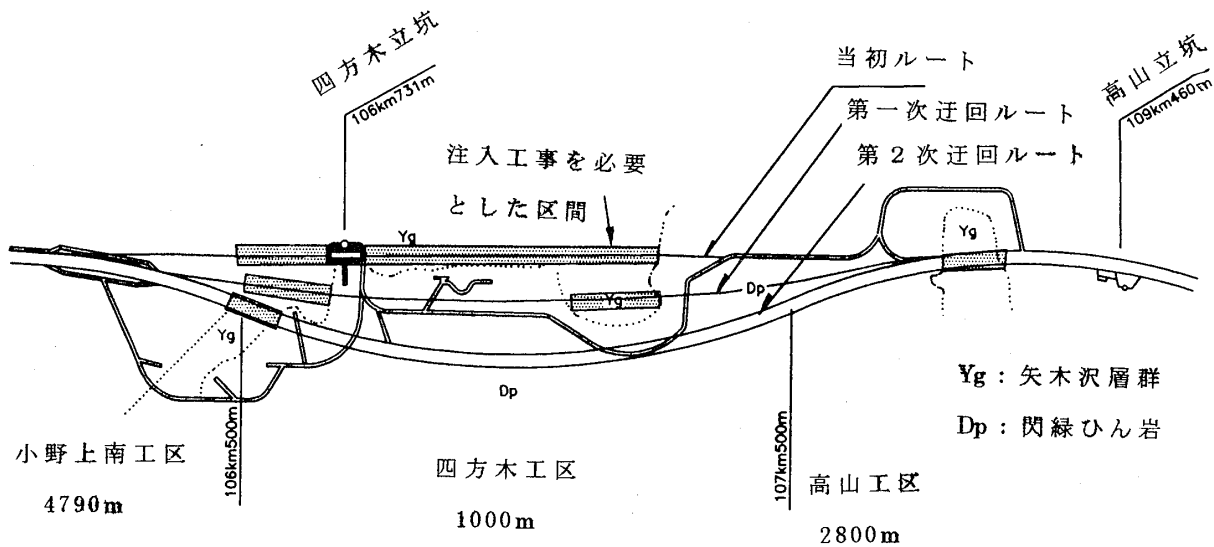 四方木立坑
106km731m
当初ルート
第一次迂回ルート
第2次迂回ルート
高山立坑
109km460m
注入工事を必要
とした区間
Yg
Yg
Dp
Yg
Yg
Dp
Yg：矢木沢層群
Dp：閃緑ひん岩
小野上南工区
4790m
106km500m
四方木工区
1000m
107km500m
高山工区
2800m